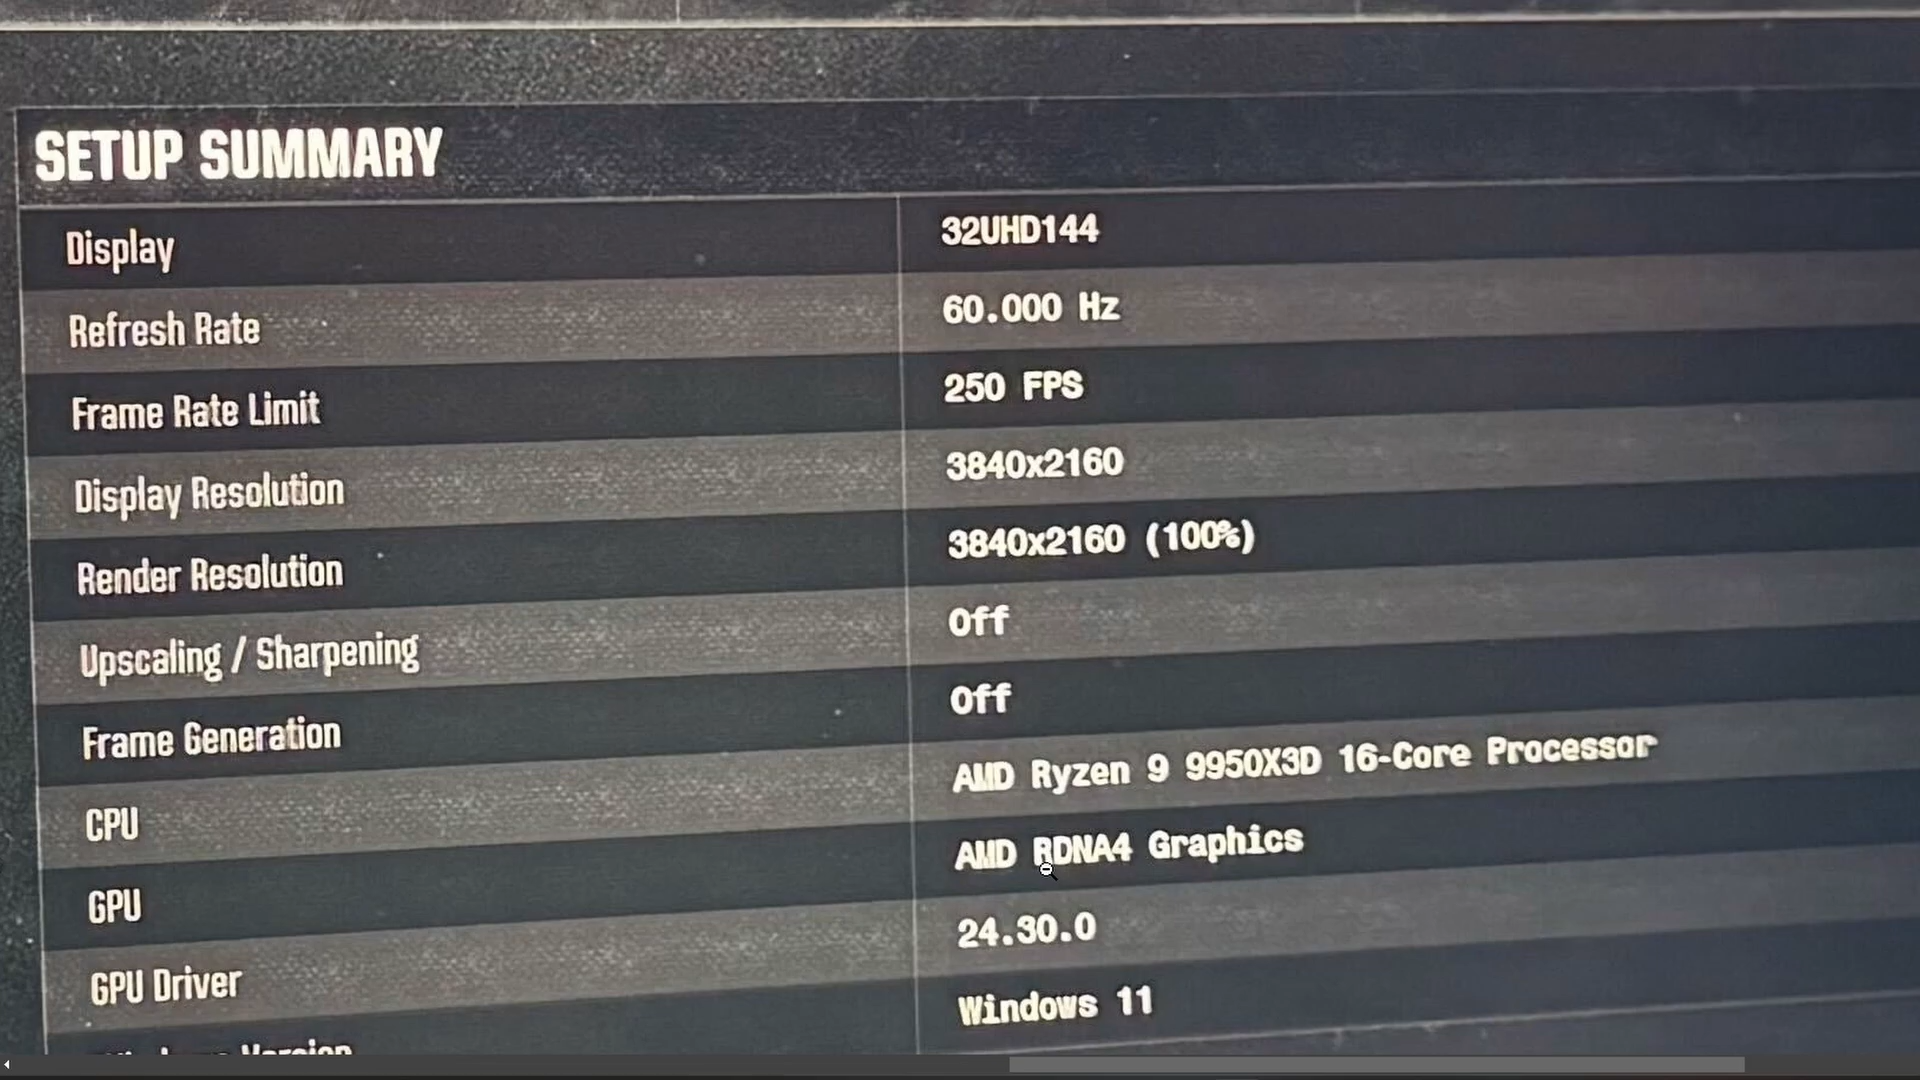 SETUP SUMMARY
Display 32UHD144
Refresh Rate 60.000 Hz
Frame Rate Limit 250 FPS
Display Resolution 3840x2160
Render Resolution 3840x2160 (100%)
Upscaling / Sharpening Off
Frame Generation Off
CPU AMD Ryzen 9 9950X3D 16-Core Processor
GPU AMD RDNA4 Graphics
GPU Driver 24.30.0
Version Windows 11